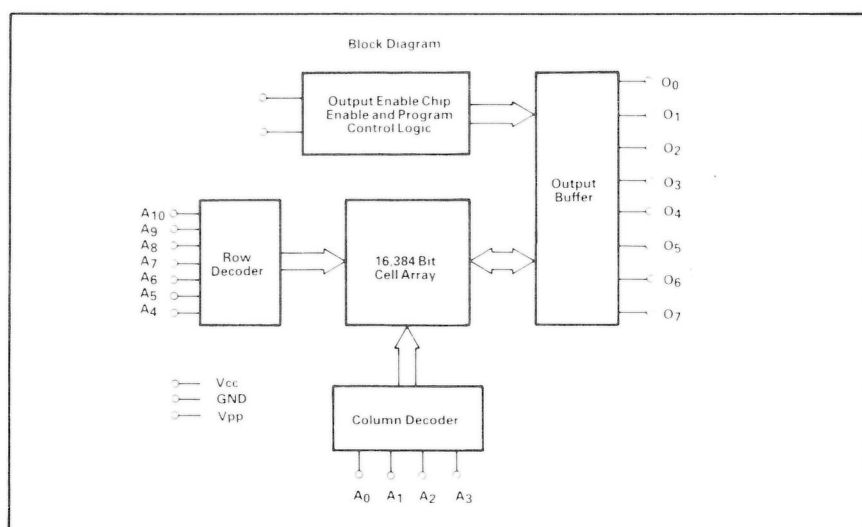 Block Diagram
Output Enable Chip
Enable and Program
Control Logic
Output
Buffer
O0
O1
O2
O3
O4
O5
O6
O7
A10
A9
A8
A7
A6
A5
A4
Row
Decoder
16,384 Bit
Cell Array
Vcc
GND
Vpp
Column Decoder
A0 A1 A2 A3